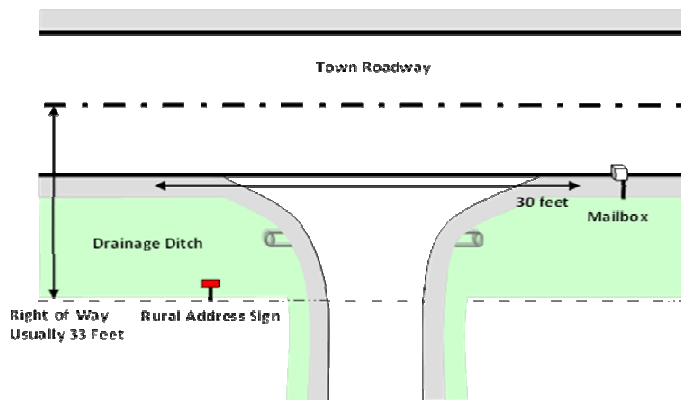 Town Roadway
30 feet
Mailbox
Drainage Ditch
Right of Way
Usually 33 Feet
Rural Address Sign